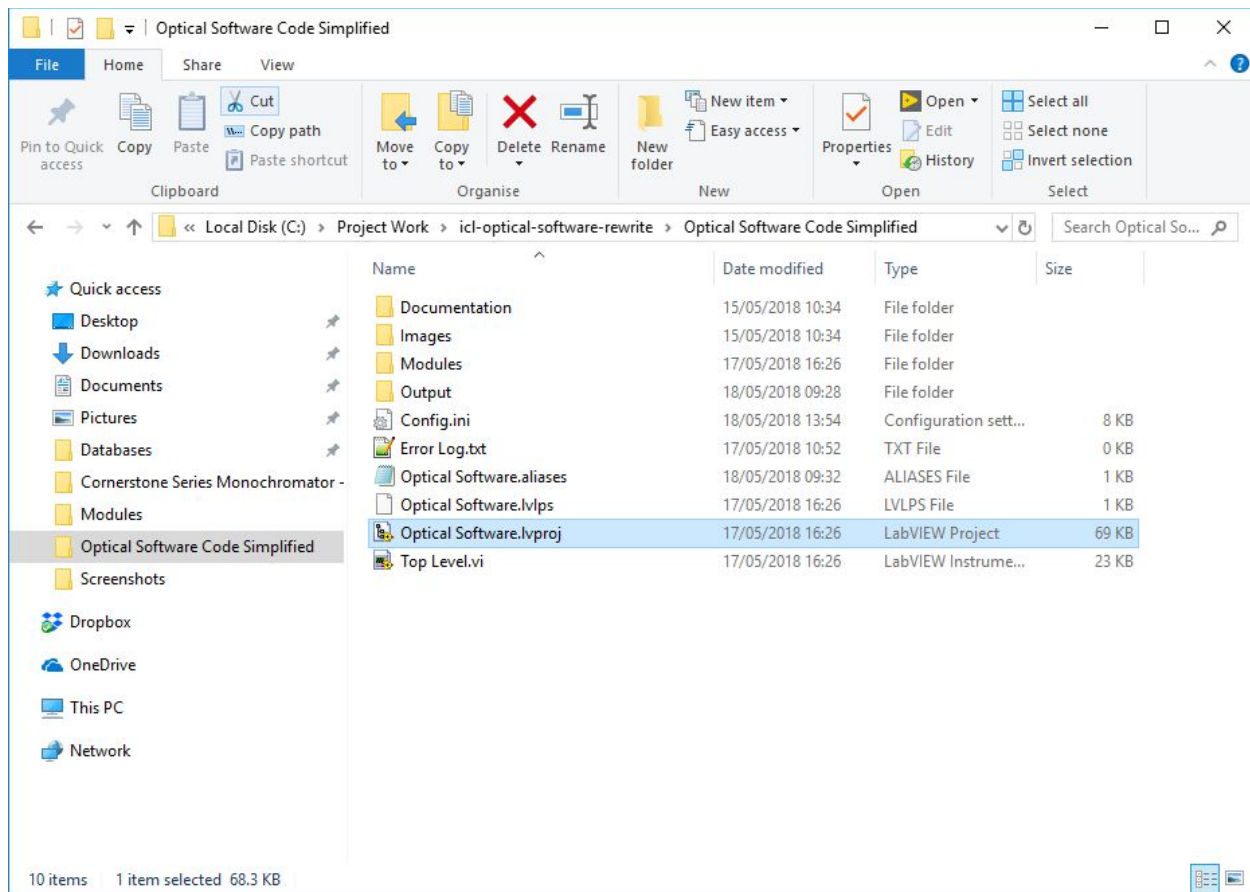 Optical Software Code Simplified
File Home Share View
Pin to Quick access
Copy
Paste
Cut
Copy path
Paste shortcut
Clipboard
Move to
Copy to
Delete
Rename
Organise
New folder
New item
Easy access
New
Properties
Open
Edit
History
Open
Select all
Select none
Invert selection
Select
« Local Disk (C:) › Project Work › icl-optical-software-rewrite › Optical Software Code Simplified
Search Optical So...
Quick access
Desktop
Downloads
Documents
Pictures
Databases
Cornerstone Series Monochromator -
Modules
Optical Software Code Simplified
Screenshots
Dropbox
OneDrive
This PC
Network
Name Date modified Type Size
Documentation 15/05/2018 10:34 File folder
Images 15/05/2018 10:34 File folder
Modules 17/05/2018 16:26 File folder
Output 18/05/2018 09:28 File folder
Config.ini 18/05/2018 13:54 Configuration sett... 8 KB
Error Log.txt 17/05/2018 10:52 TXT File 0 KB
Optical Software.aliases 18/05/2018 09:32 ALIASES File 1 KB
Optical Software.lvlps 17/05/2018 16:26 LVLPS File 1 KB
Optical Software.lvproj 17/05/2018 16:26 LabVIEW Project 69 KB
Top Level.vi 17/05/2018 16:26 LabVIEW Instrume... 23 KB
10 items 1 item selected 68.3 KB